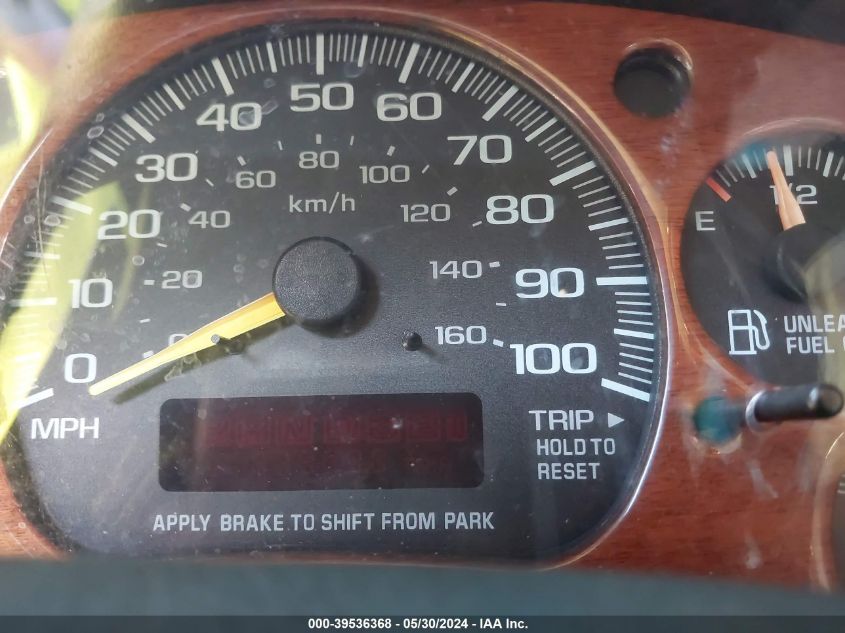 0 10 20 30 40 50 60 70 80 90 100
MPH
20 40 60 80 100 120 140 160
km/h
TRIP
HOLD TO
RESET
APPLY BRAKE TO SHIFT FROM PARK
E 1/2
FUEL
000-39536368 - 05/30/2024 - IAA Inc.